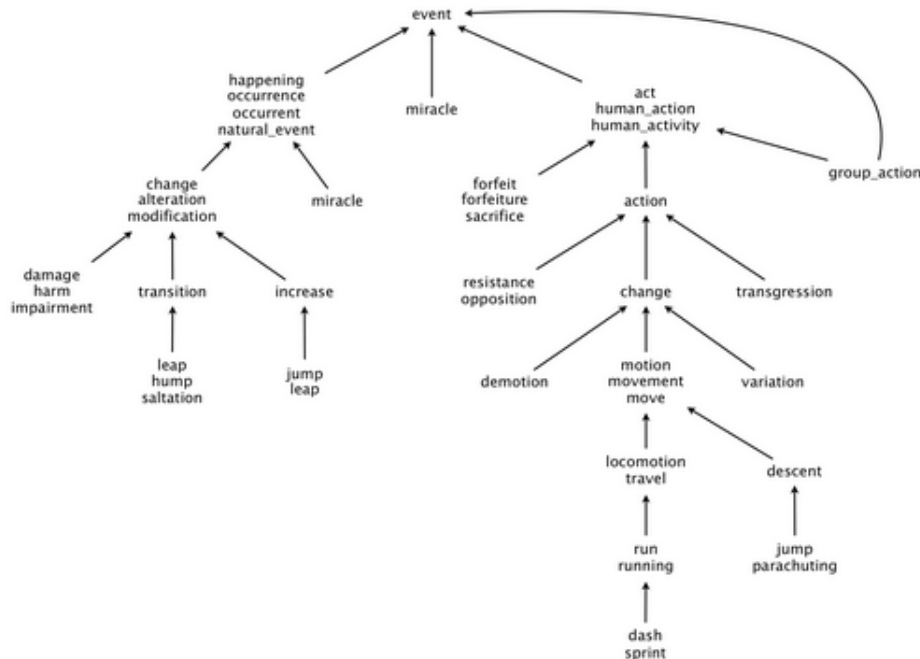 event
happening
occurrence
occurrent
natural_event
miracle
act
human_action
human_activity
group_action
change
alteration
modification
miracle
forfeit
forfeiture
sacrifice
action
damage
harm
impairment
transition
increase
resistance
opposition
change
transgression
leap
hump
saltation
jump
leap
demotion
motion
movement
move
variation
locomotion
travel
descent
run
running
jump
parachuting
dash
sprint